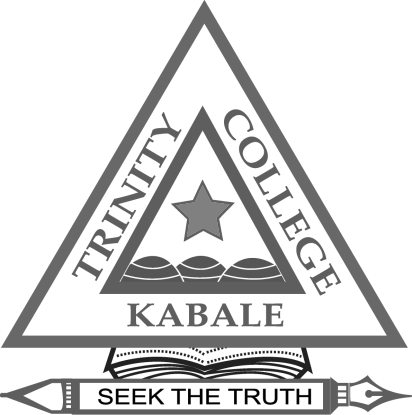 TRINITY
COLLEGE
KABALE
SEEK THE TRUTH